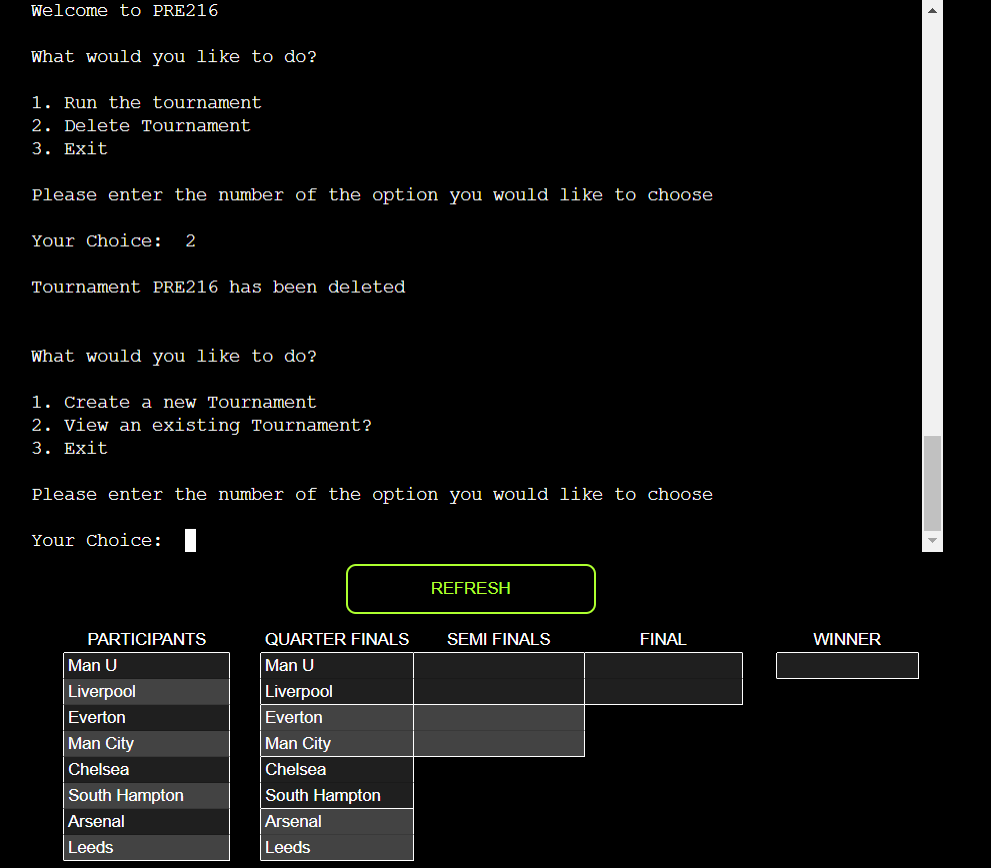 Welcome to PRE216
What would you like to do?
1. Run the tournament
2. Delete Tournament
3. Exit
Please enter the number of the option you would like to choose
Your Choice:  2
Tournament PRE216 has been deleted
What would you like to do?
1. Create a new Tournament
2. View an existing Tournament?
3. Exit
Please enter the number of the option you would like to choose
Your Choice:
REFRESH
PARTICIPANTS QUARTER FINALS SEMI FINALS FINAL WINNER
Man U Man U
Liverpool Liverpool
Everton Everton
Man City Man City
Chelsea Chelsea
South Hampton South Hampton
Arsenal Arsenal
Leeds Leeds